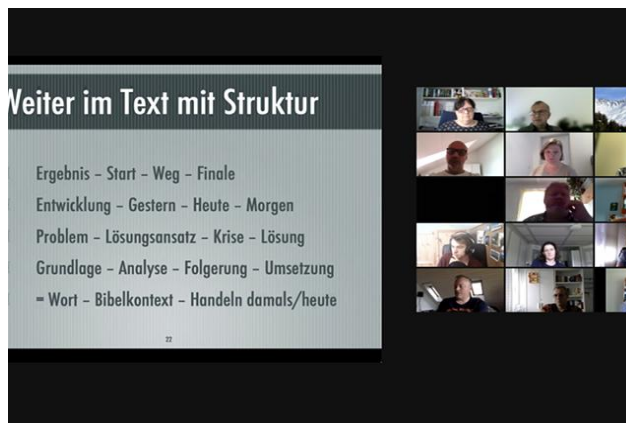 Weiter im Text mit Struktur
Ergebnis – Start – Weg – Finale
Entwicklung – Gestern – Heute – Morgen
Problem – Lösungsansatz – Krise – Lösung
Grundlage – Analyse – Folgerung – Umsetzung
= Wort – Bibelkontext – Handeln damals/heute
22